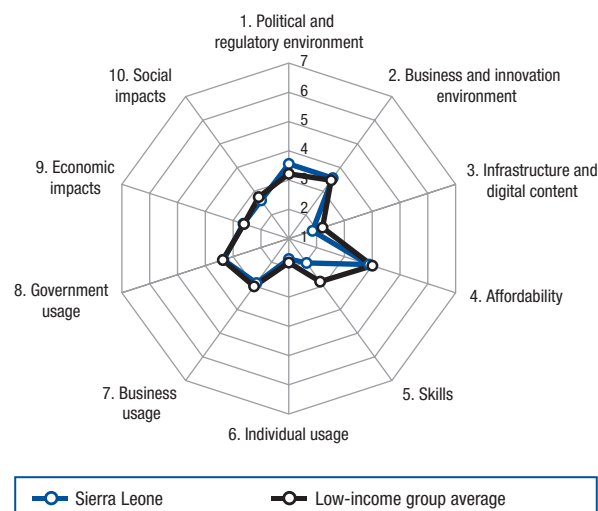 1. Political and
regulatory environment
10. Social
impacts
2. Business and innovation
environment
9. Economic
impacts
3. Infrastructure and
digital content
8. Government
usage
4. Affordability
7. Business
usage
5. Skills
6. Individual usage
7
6
5
4
3
2
1
Sierra Leone
Low-income group average